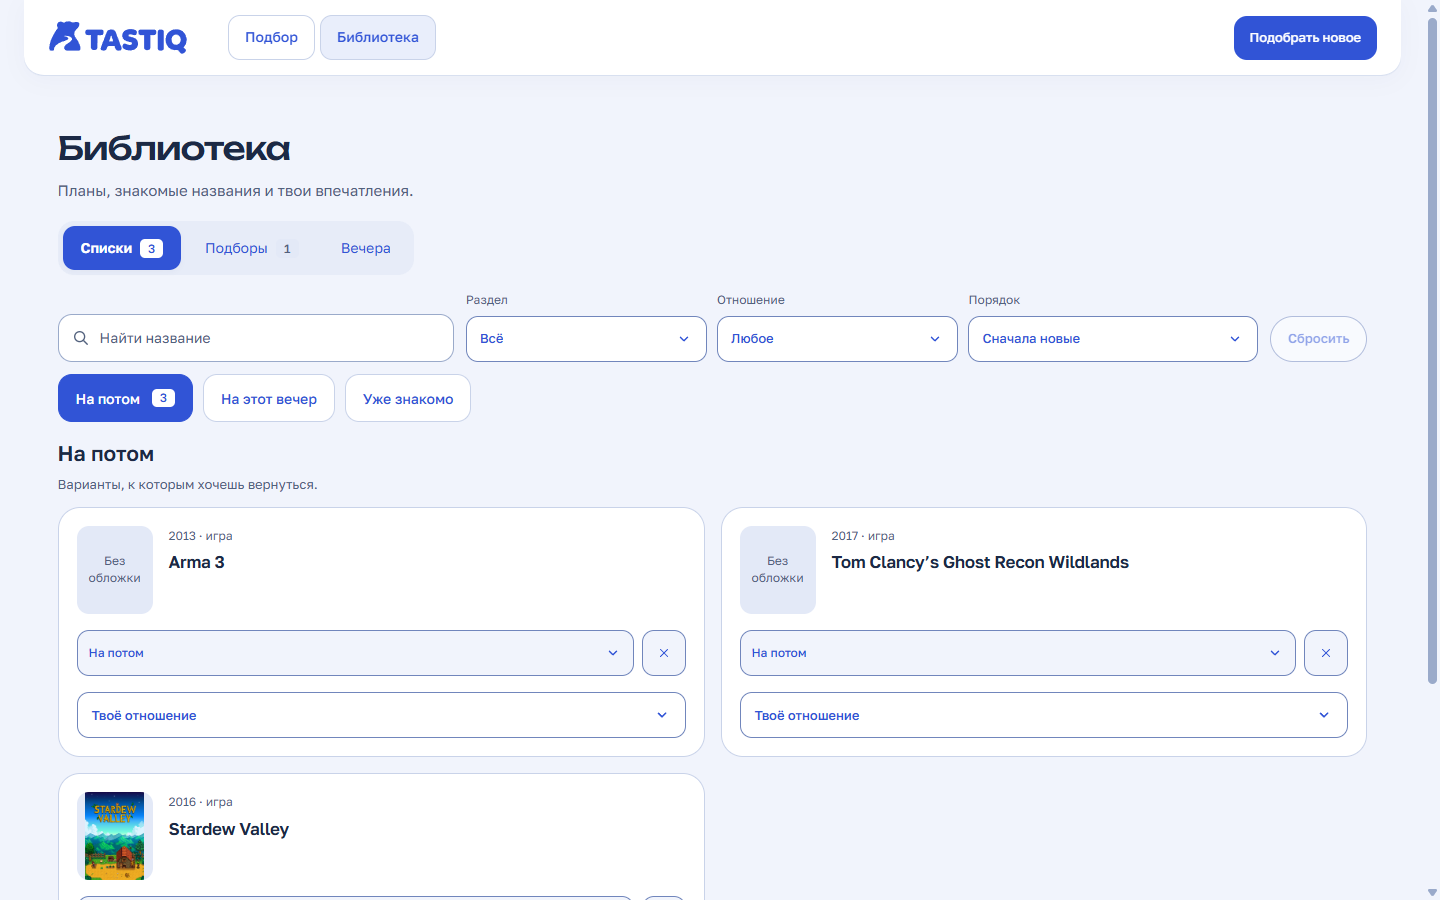 TASTIQ
Подбор
Библиотека
Подобрать новое
Библиотека
Планы, знакомые названия и твои впечатления.
Списки 3
Подборы 1
Вечера
Раздел
Отношение
Порядок
Найти название
Всё
Любое
Сначала новые
Сбросить
На потом 3
На этот вечер
Уже знакомо
На потом
Варианты, к которым хочешь вернуться.
Без
обложки
2013 · игра
Arma 3
На потом
Твоё отношение
Без
обложки
2017 · игра
Tom Clancy’s Ghost Recon Wildlands
На потом
Твоё отношение
STARDEW
VALLEY
2016 · игра
Stardew Valley